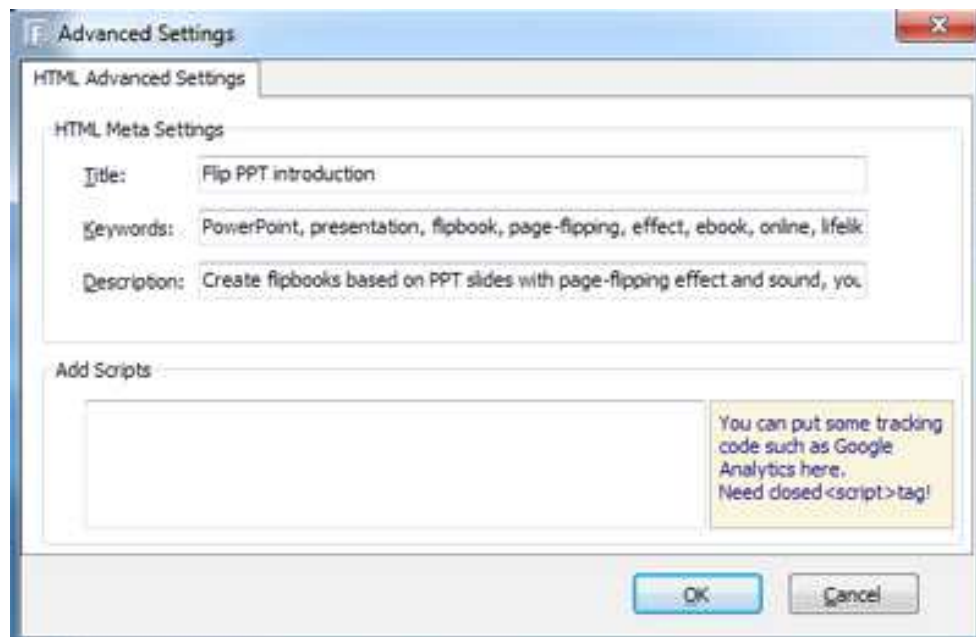 Advanced Settings
HTML Advanced Settings
HTML Meta Settings
Title: Flip PPT introduction
Keywords: PowerPoint, presentation, flipbook, page-flipping, effect, ebook, online, lifelik
Description: Create flipbooks based on PPT slides with page-flipping effect and sound, you
Add Scripts
You can put some tracking
code such as Google
Analytics here.
Need closed<script>tag!
OK Cancel